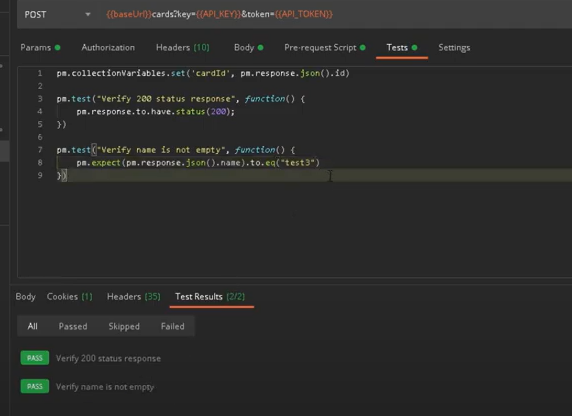 POST {{baseUrl}}cards?key={{API_KEY}}&token={{API_TOKEN}}
Params Authorization Headers [10] Body Pre-request Script Tests Settings
1 pm.collectionVariables.set('cardId', pm.response.json().id)
2
3 pm.test("Verify 200 status response", function() {
4 pm.response.to.have.status(200);
5 })
6
7 pm.test("Verify name is not empty", function() {
8 pm.expect(pm.response.json().name).to.eq("test3")
9 })
Body Cookies [1] Headers [35] Test Results [2/2]
All Passed Skipped Failed
PASS Verify 200 status response
PASS Verify name is not empty